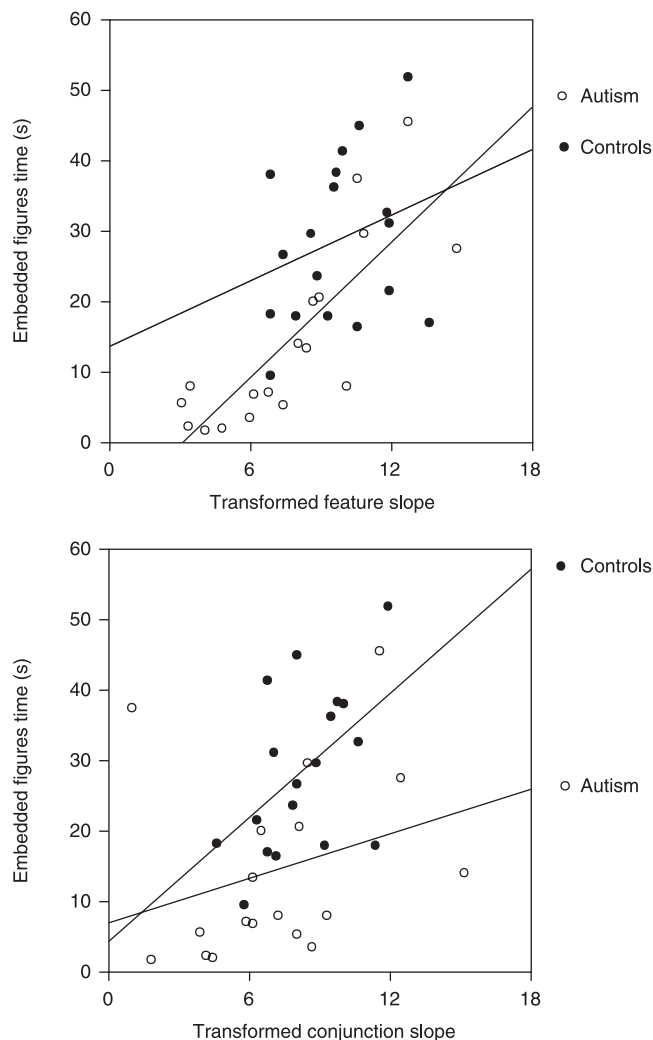 60
50
40
30
20
10
0
Embedded figures time (s)
0 6 12 18
Transformed feature slope
Autism
Controls
60
50
40
30
20
10
0
Embedded figures time (s)
0 6 12 18
Transformed conjunction slope
Controls
Autism